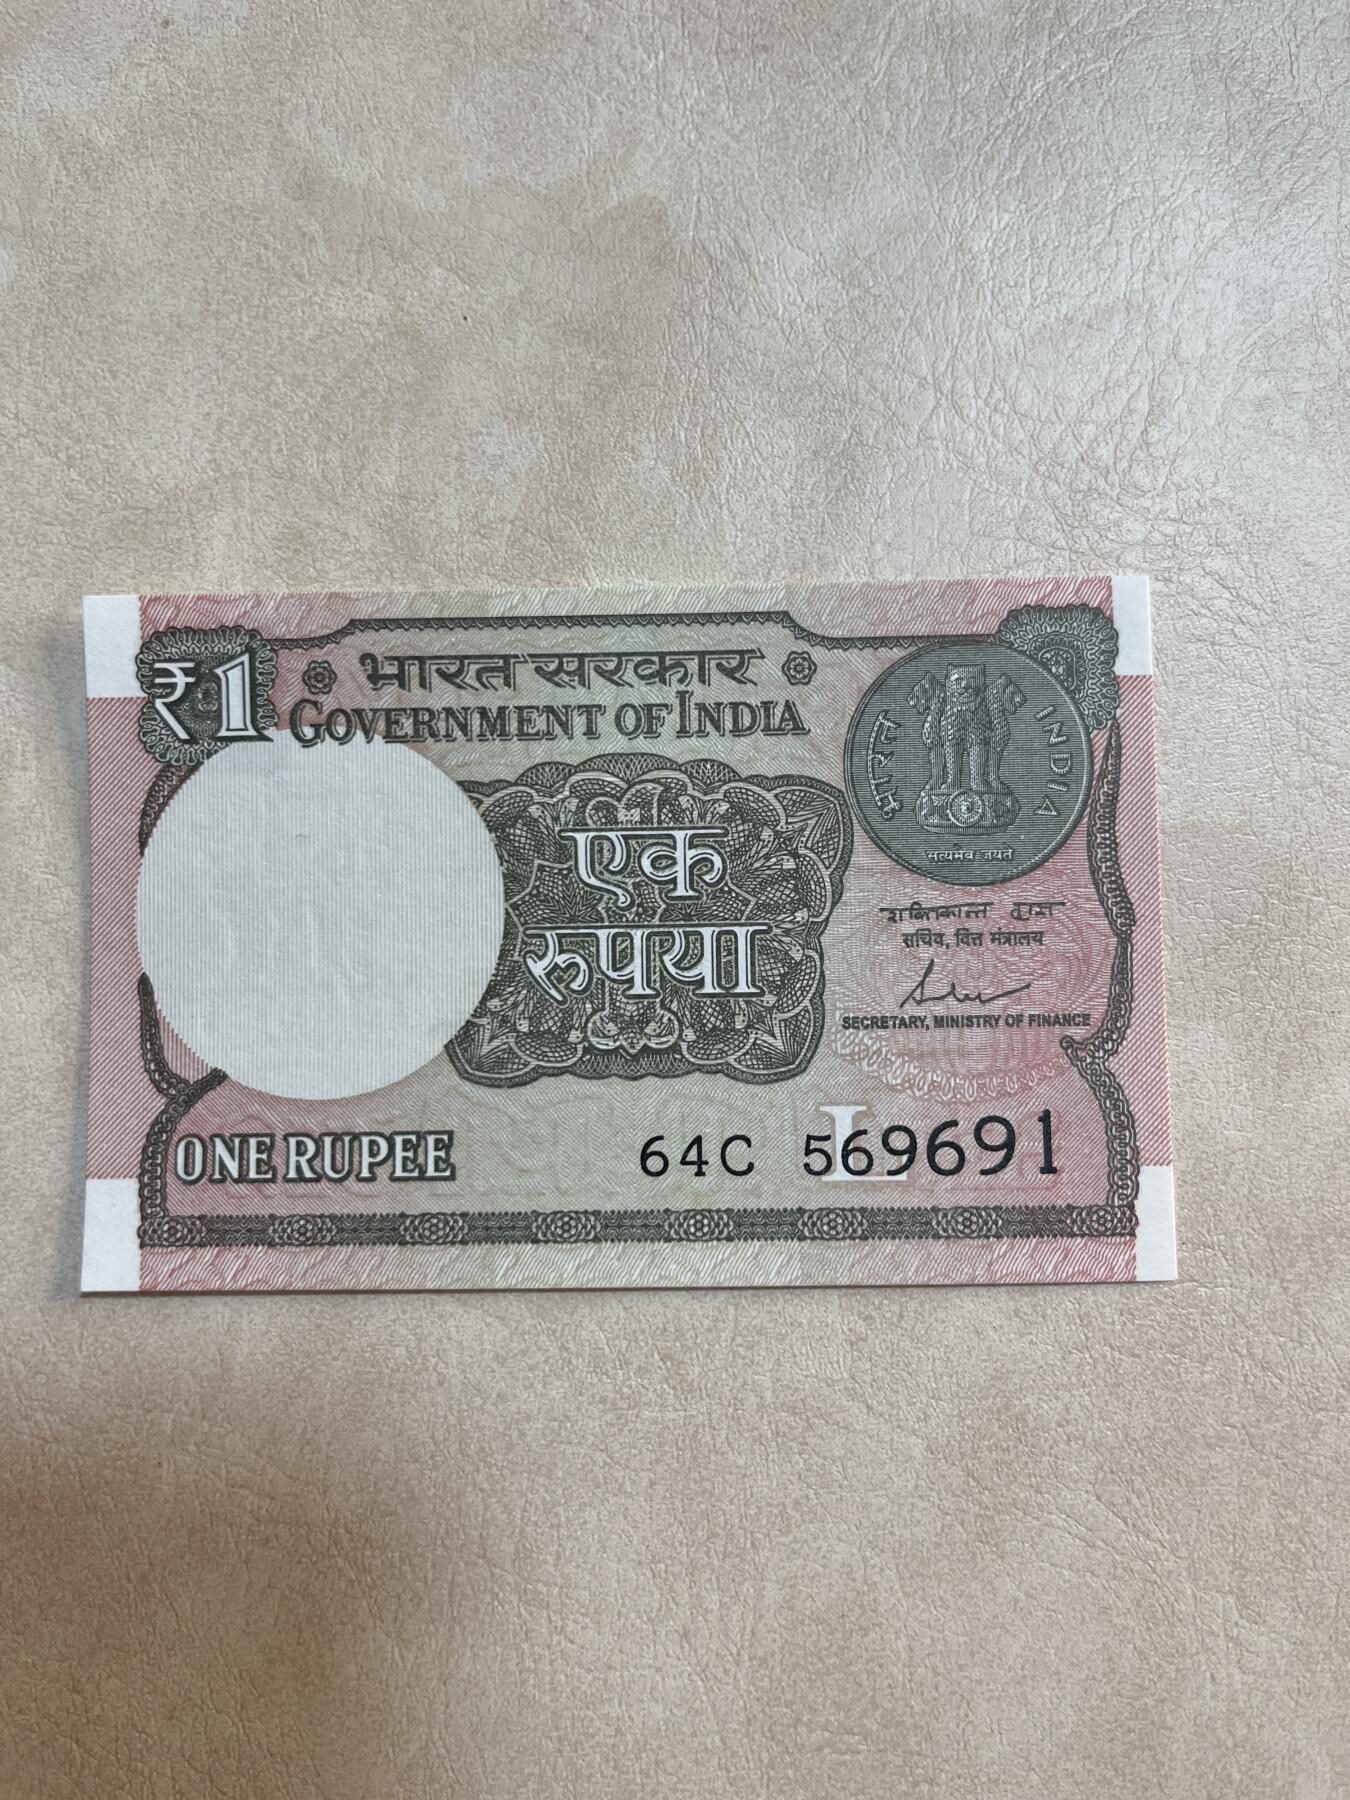 ₹1
भारत सरकार
GOVERNMENT OF INDIA
भारत INDIA
सत्यमेव जयते
एक
रुपया
शक्तिकान्त दास
सचिव, वित्त मंत्रालय
SECRETARY, MINISTRY OF FINANCE
L
ONE RUPEE
64C 569691